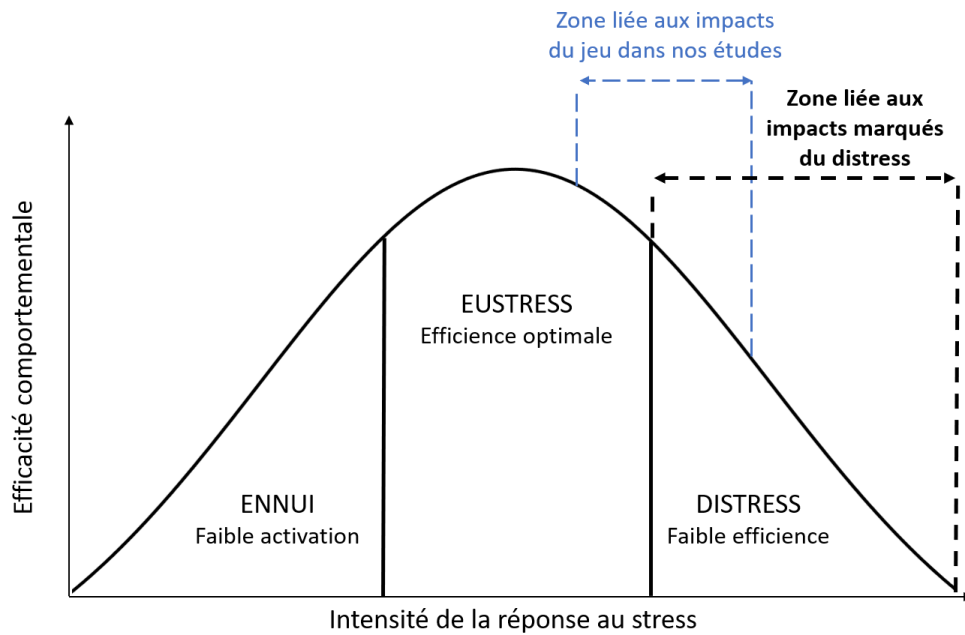 Zone liée aux impacts
du jeu dans nos études
Zone liée aux
impacts marqués
du distress
Efficacité comportementale
EUSTRESS
Efficience optimale
ENNUI
Faible activation
DISTRESS
Faible efficience
Intensité de la réponse au stress